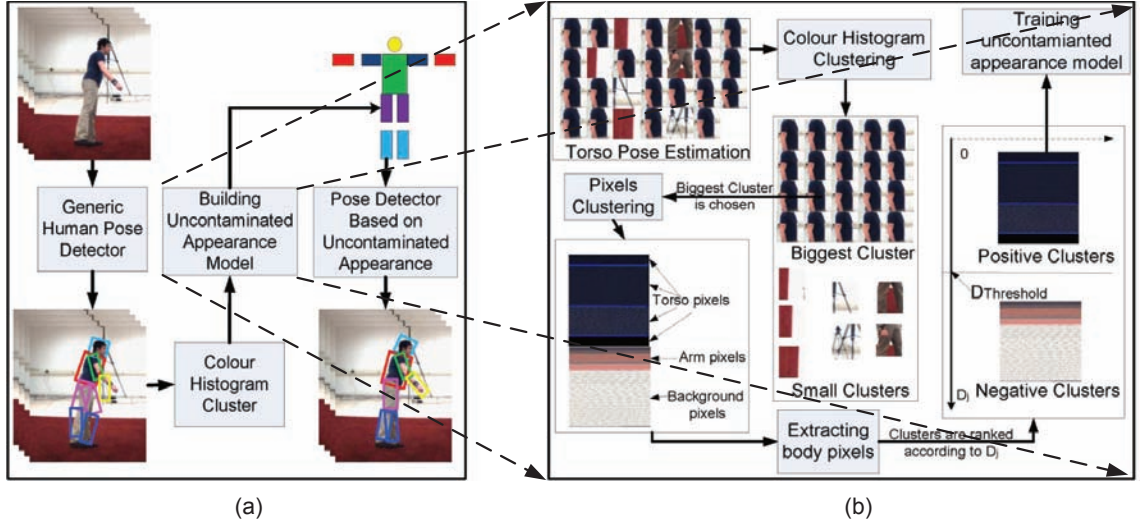 Generic
Human Pose
Detector
Building
Uncontaminated
Appearance
Model
Pose Detector
Based on
Uncontaminated
Appearance
Colour
Histogram
Cluster
(a)
Torso Pose Estimation
Colour Histogram
Clustering
Training
uncontamianted
appearance model
Pixels
Clustering
Biggest Cluster
is chosen
Biggest Cluster
Small Clusters
Torso pixels
Arm pixels
Background
pixels
Extracting
body pixels
Clusters are ranked
according to Dj
0
Positive Clusters
DThreshold
Negative Clusters
Dj
(b)